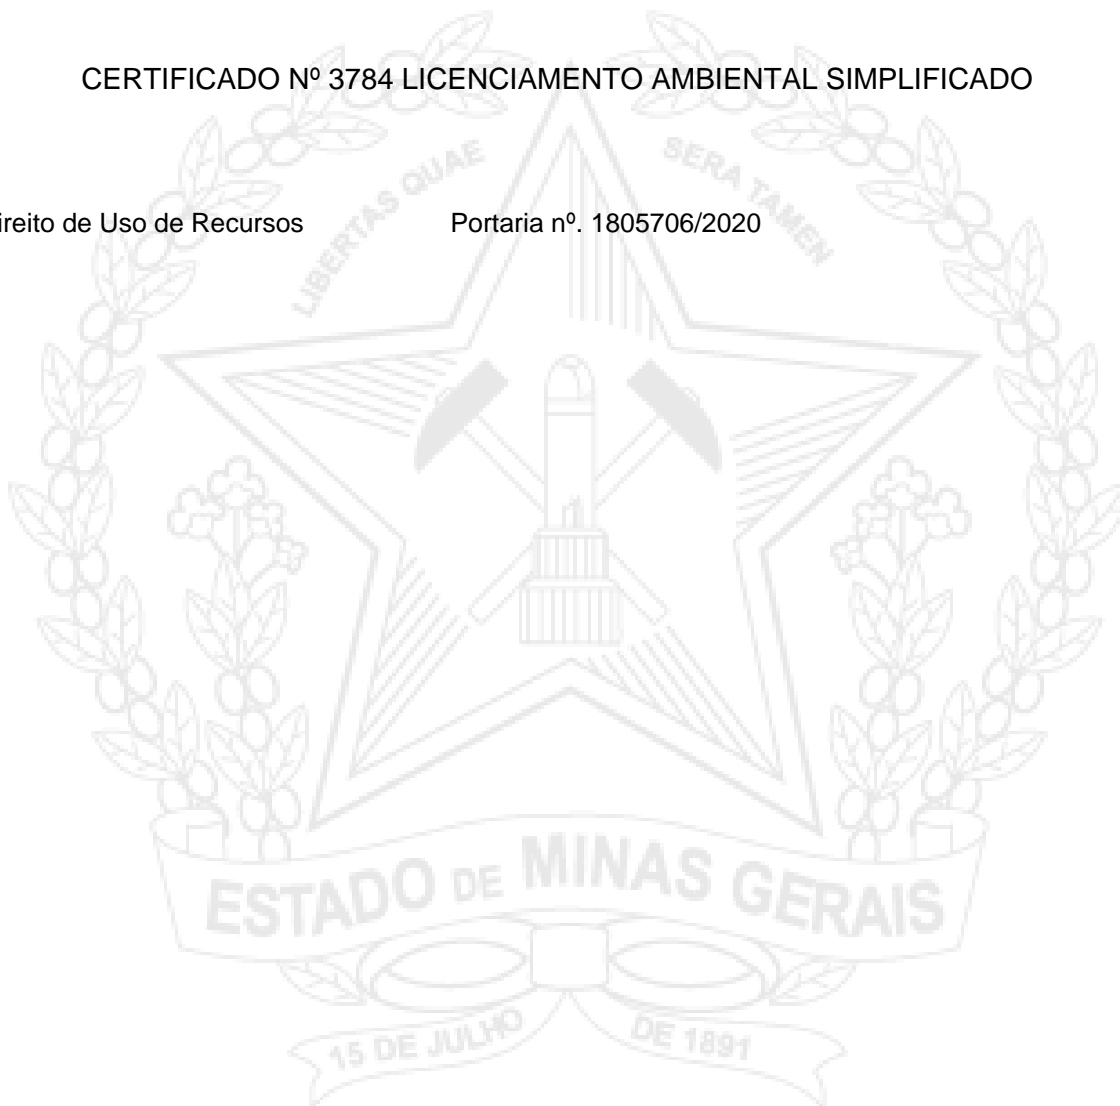 CERTIFICADO Nº 3784 LICENCIAMENTO AMBIENTAL SIMPLIFICADO
ireito de Uso de Recursos Portaria nº. 1805706/2020
LIBERTAS QUAE SERA TAMEN
ESTADO DE MINAS GERAIS
15 DE JULHO DE 1891